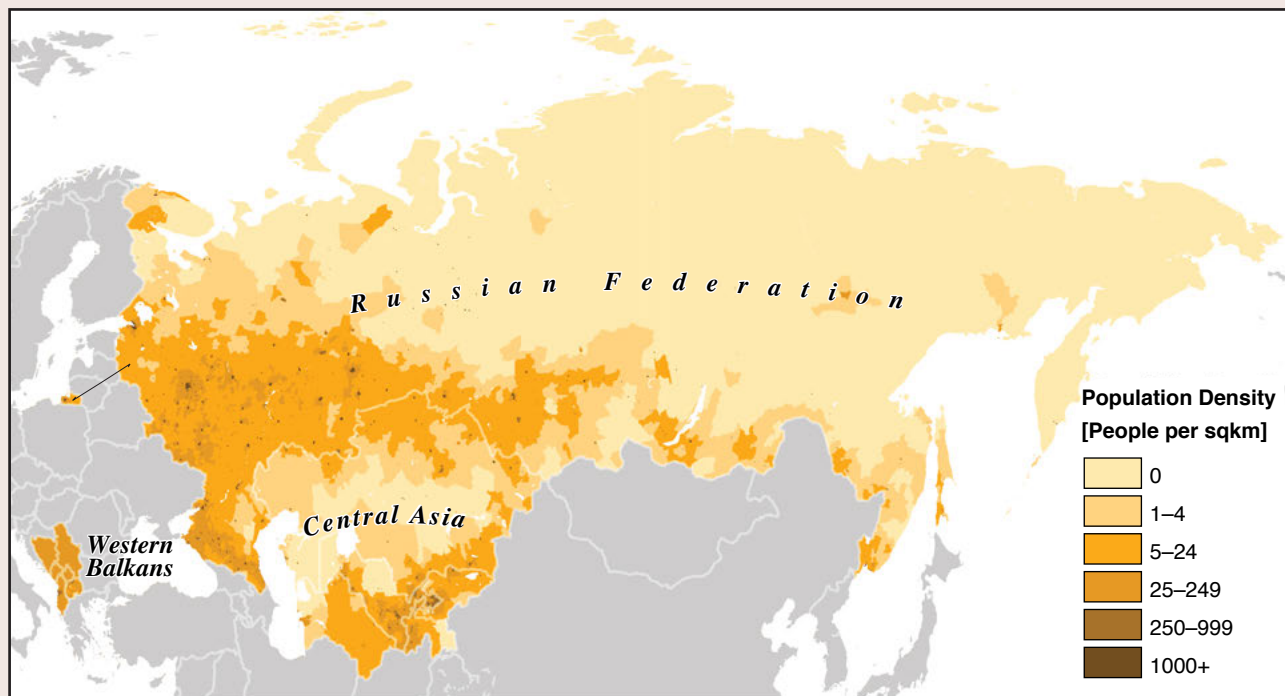 Russian Federation
Central Asia
Western
Balkans
Population Density
[People per sqkm]
0
1–4
5–24
25–249
250–999
1000+